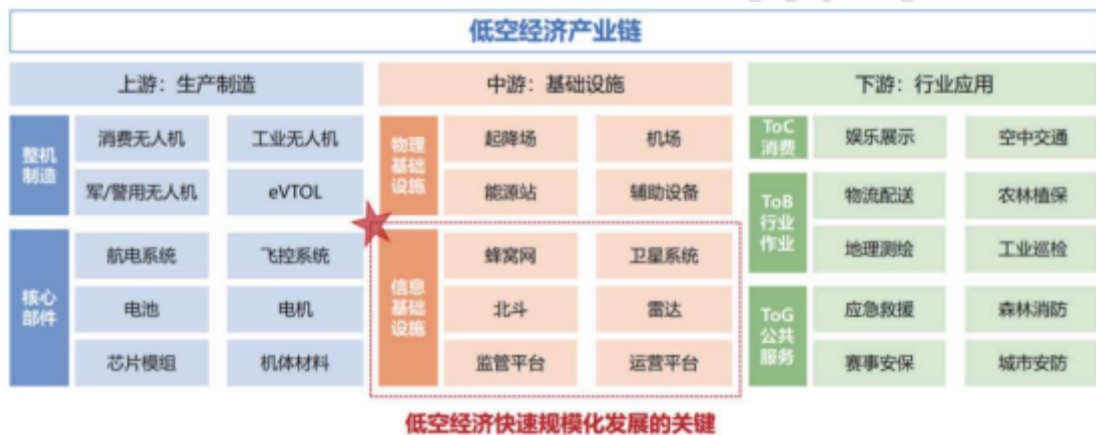 低空经济产业链
上游：生产制造
整机
制造
消费无人机
工业无人机
军/警用无人机
eVTOL
核心
部件
航电系统
飞控系统
电池
电机
芯片模组
机体材料
中游：基础设施
物理
基础
设施
起降场
机场
能源站
辅助设备
信息
基础
设施
蜂窝网
卫星系统
北斗
雷达
监管平台
运营平台
下游：行业应用
ToC
消费
娱乐展示
空中交通
ToB
行业
作业
物流配送
农林植保
地理测绘
工业巡检
ToG
公共
服务
应急救援
森林消防
赛事安保
城市安防
低空经济快速规模化发展的关键